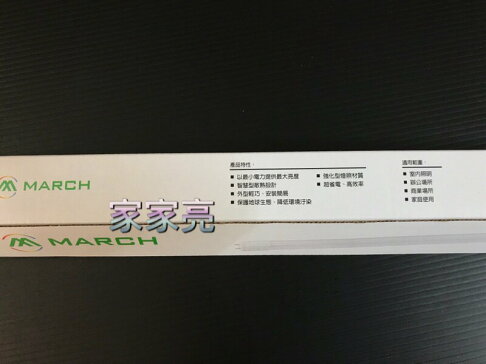 MARCH
產品特性：
■ 以最小電力提供最大亮度
■ 智慧型散熱設計
■ 外型輕巧、安裝簡易
■ 保護地球生態、降低環境汙染
■ 強化型燈照材質
■ 超省電、高效率
適用範圍：
■ 室內照明
■ 辦公場所
■ 商業場所
■ 家庭使用
家家亮
MARCH